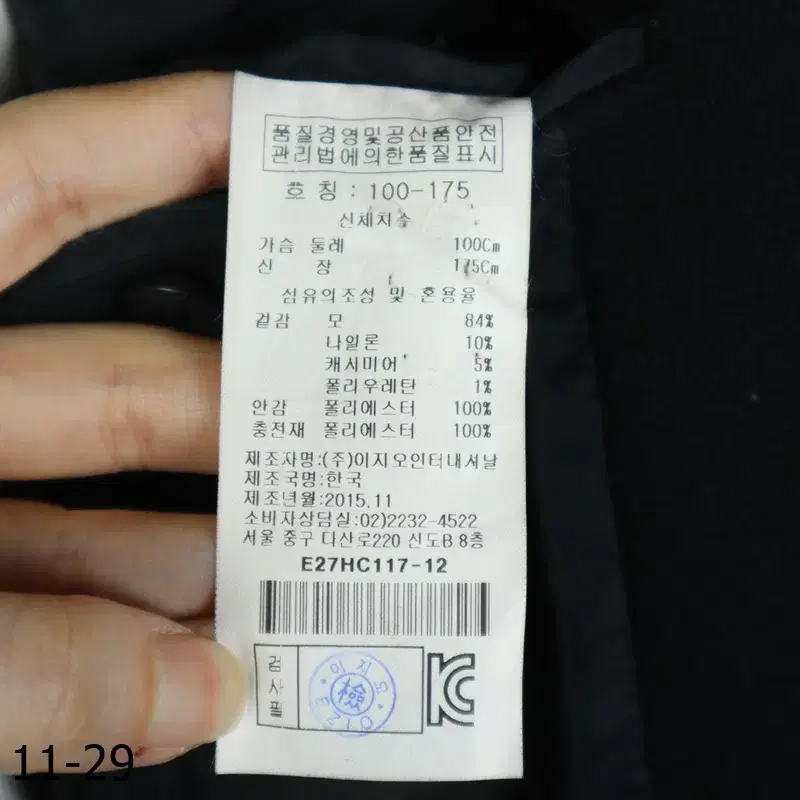 품질경영및공산품안전
관리법에의한품질표시
호 칭 : 100-175
신체치수
가슴 둘레 100Cm
신 장 175Cm
섬유의조성 및 혼용율
겉감 모 84%
나일론 10%
캐시미어 5%
폴리우레탄 1%
안감 폴리에스터 100%
충전재 폴리에스터 100%
제조자명:(주)이지오인터내셔날
제조국명:한국
제조년월:2015.11
소비자상담실:02)2232-4522
서울 중구 다산로220 신도B 8층
E27HC117-12
검사필
이지오
檢
EZIO
KC
11-29